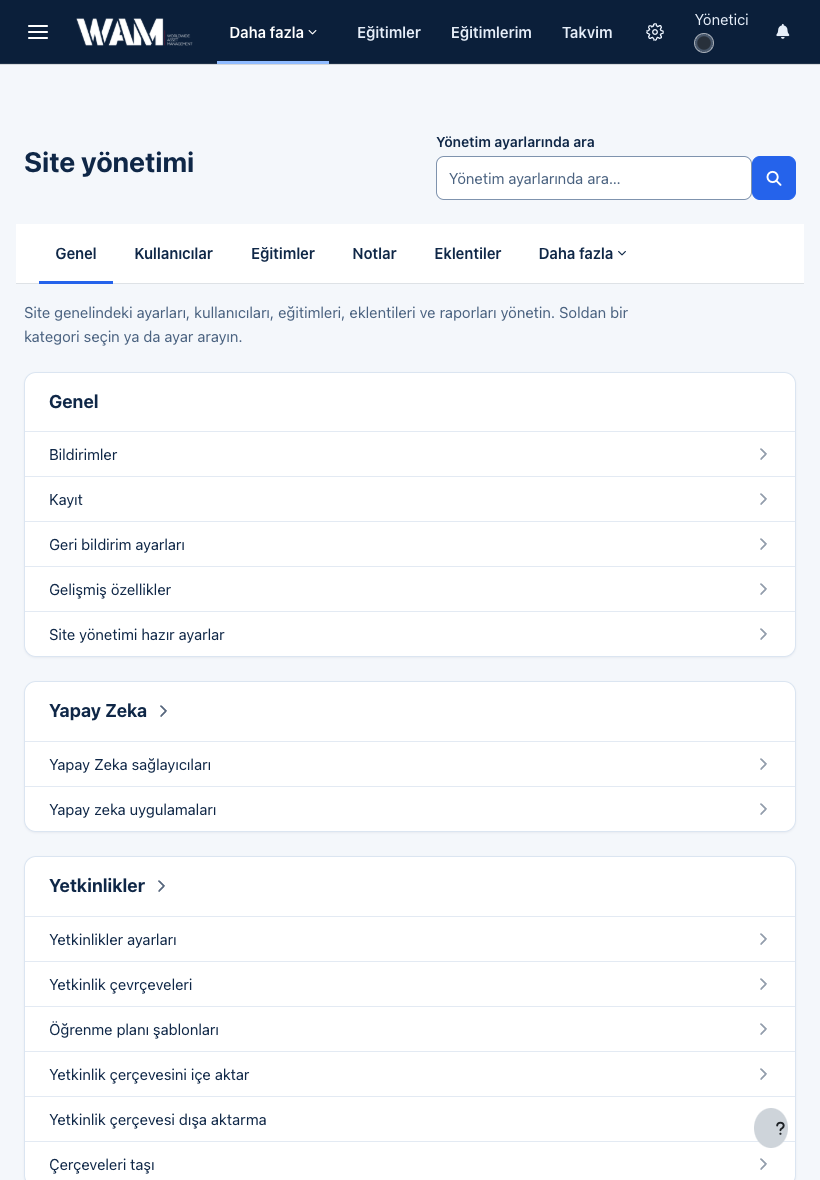 WAM WORLDWIDE
ASSET
MANAGEMENT
Daha fazla
Eğitimler
Eğitimlerim
Takvim
Yönetici
Site yönetimi
Yönetim ayarlarında ara
Yönetim ayarlarında ara...
Genel
Kullanıcılar
Eğitimler
Notlar
Eklentiler
Daha fazla
Site genelindeki ayarları, kullanıcıları, eğitimleri, eklentileri ve raporları yönetin. Soldan bir
kategori seçin ya da ayar arayın.
Genel
Bildirimler
Kayıt
Geri bildirim ayarları
Gelişmiş özellikler
Site yönetimi hazır ayarlar
Yapay Zeka
Yapay Zeka sağlayıcıları
Yapay zeka uygulamaları
Yetkinlikler
Yetkinlikler ayarları
Yetkinlik çevrçeveleri
Öğrenme planı şablonları
Yetkinlik çerçevesini içe aktar
Yetkinlik çerçevesi dışa aktarma
?
Çerçeveleri taşı